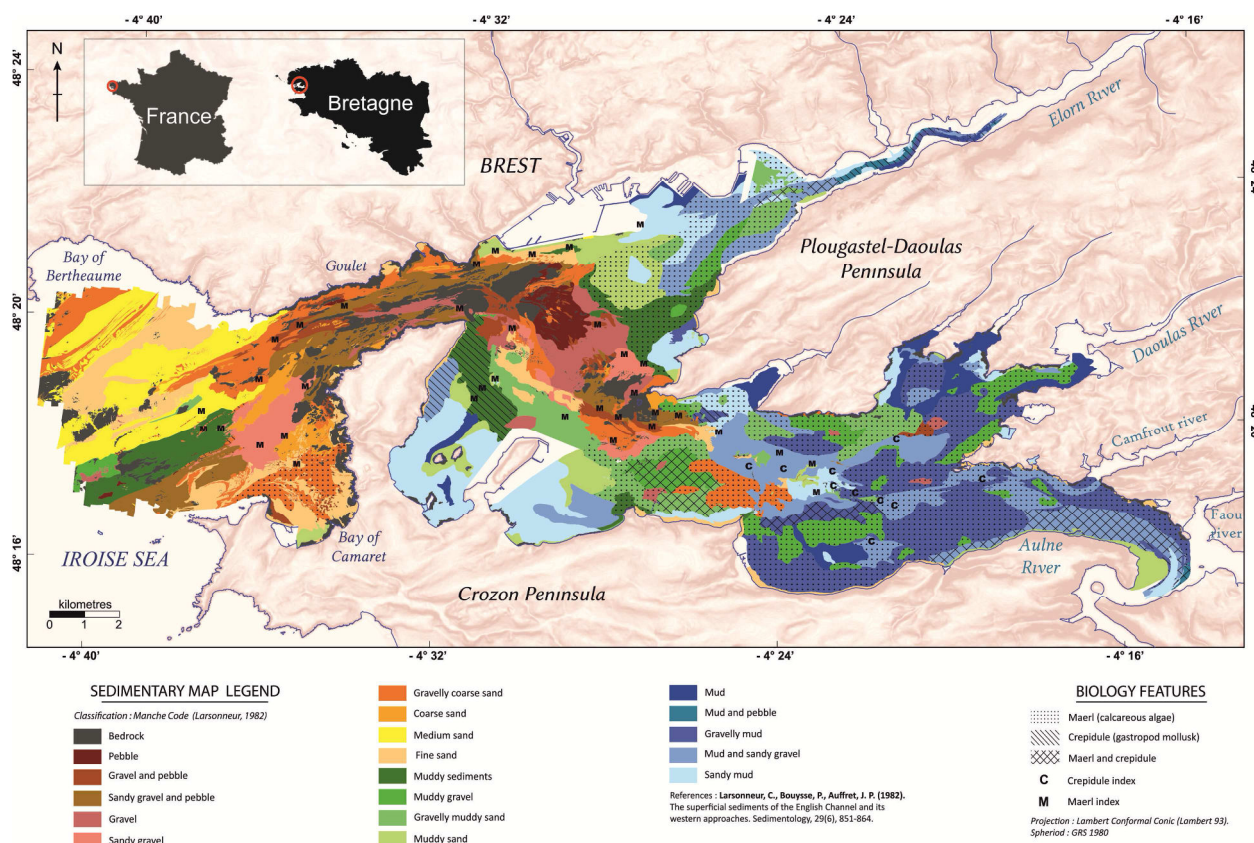 - 4° 40'
- 4° 32'
- 4° 24'
- 4° 16'
N
48° 24'
France
Bretagne
BREST
Elorn River
Plougastel-Daoulas
Peninsula
Bay of
Bertheaume
Goulet
48° 20'
Daoulas River
Camfrout river
Faou
river
IROISE SEA
Bay of
Camaret
Aulne
River
48° 16'
Crozon Peninsula
kilometres
0 1 2
- 4° 40'
- 4° 32'
- 4° 24'
- 4° 16'
SEDIMENTARY MAP LEGEND
Classification : Manche Code (Larsonneur, 1982)
Bedrock
Pebble
Gravel and pebble
Sandy gravel and pebble
Gravel
Sandy gravel
Gravelly coarse sand
Coarse sand
Medium sand
Fine sand
Muddy sediments
Muddy gravel
Gravelly muddy sand
Muddy sand
Mud
Mud and pebble
Gravelly mud
Mud and sandy gravel
Sandy mud
References : Larsonneur, C., Bouysse, P., Auffret, J. P. (1982).
The superficial sediments of the English Channel and its
western approaches. Sedimentology, 29(6), 851-864.
BIOLOGY FEATURES
Maerl (calcareous algae)
Crepidule (gastropod mollusk)
Maerl and crepidule
C Crepidule index
M Maerl index
Projection : Lambert Conformal Conic (Lambert 93).
Spheriod : GRS 1980